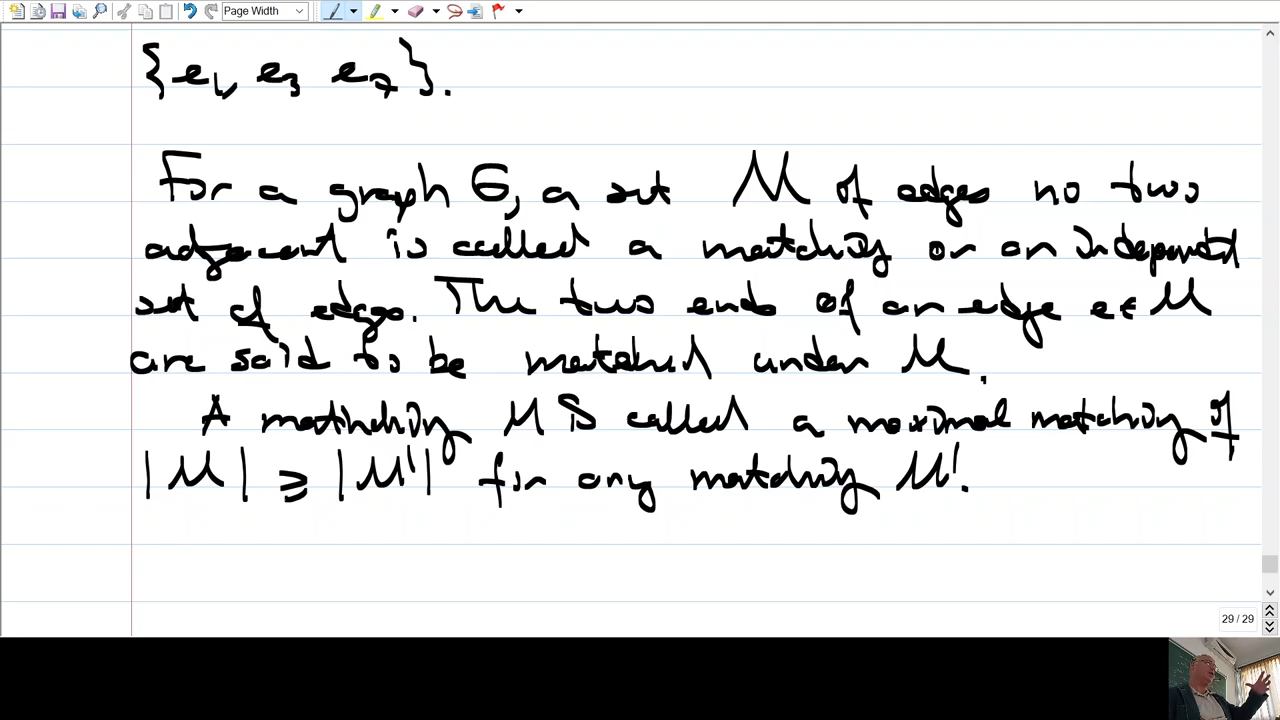 Page Width
{e1, e3 e7}.
For a graph G, a set M of edges no two
adjacent is called a matching or an independent
set of edges. The two ends of an edge e∈M
are said to be matched under M.
A matinching M is called a maximal matching of
|M| ⩾ |M'| for any matching M'.
29 / 29